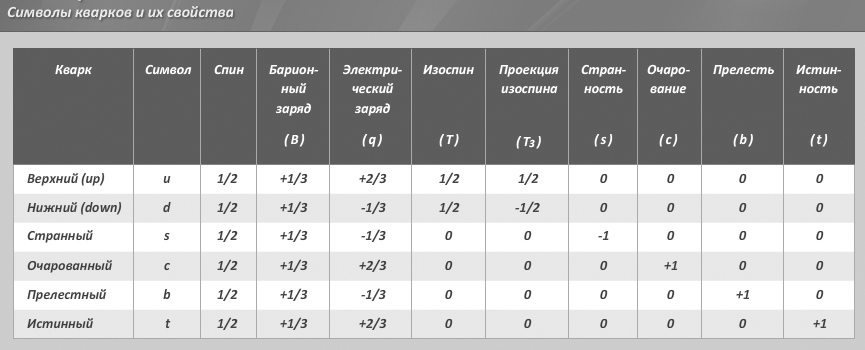 Символы кварков и их свойства
Кварк Символ Спин Барион- Электри- Изоспин Проекция Стран- Очаро- Прелесть Истин-
ный ческий изоспина ность вание ность
заряд заряд
(B) (q) (T) (T₃) (s) (c) (b) (t)
Верхний (up) u 1/2 +1/3 +2/3 1/2 1/2 0 0 0 0
Нижний (down) d 1/2 +1/3 -1/3 1/2 -1/2 0 0 0 0
Странный s 1/2 +1/3 -1/3 0 0 -1 0 0 0
Очарованный c 1/2 +1/3 +2/3 0 0 0 +1 0 0
Прелестный b 1/2 +1/3 -1/3 0 0 0 0 +1 0
Истинный t 1/2 +1/3 +2/3 0 0 0 0 0 +1